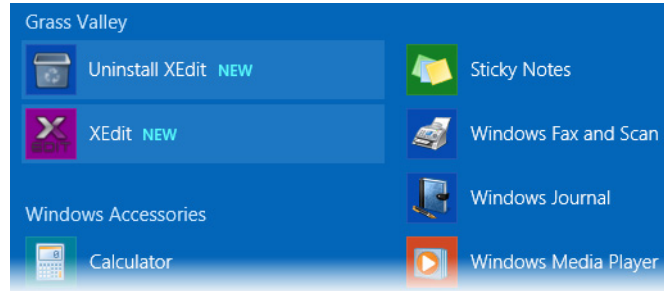 Grass Valley
Uninstall XEdit NEW
XEdit NEW
Windows Accessories
Calculator
Sticky Notes
Windows Fax and Scan
Windows Journal
Windows Media Player